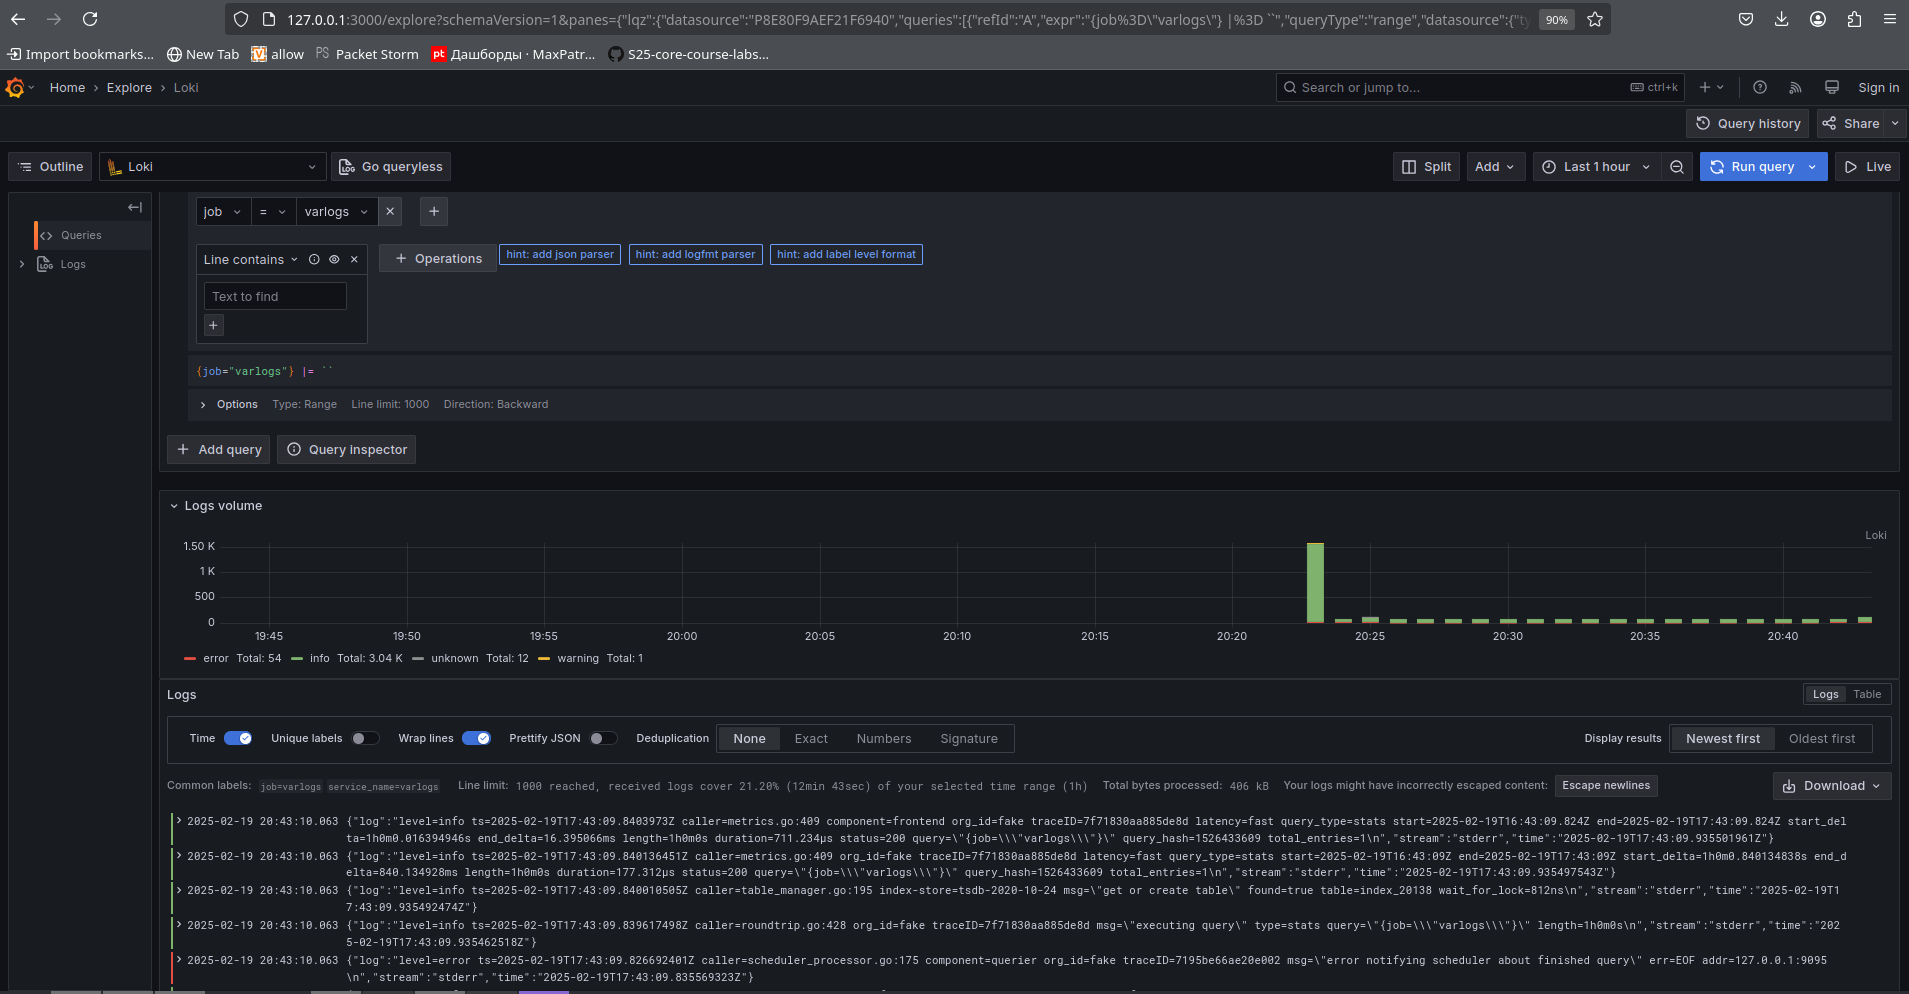 127.0.0.1:3000/explore?schemaVersion=1&panes={"lqz":{"datasource":"P8E80F9AEF21F6940","queries":[{"refId":"A","expr":"{job%3D\"varlogs\"} |%3D ``","queryType":"range","datasource":{"ty 90%
Import bookmarks... New Tab allow PS Packet Storm pt Дашборды · MaxPatr... S25-core-course-labs...
Home › Explore › Loki Search or jump to... ctrl+k Sign in
Query history Share
Outline Loki Go queryless Split Add Last 1 hour Run query Live
job = varlogs
Queries
Line contains Operations hint: add json parser hint: add logfmt parser hint: add label level format
Logs
Text to find
{job="varlogs"} |= ``
Options Type: Range Line limit: 1000 Direction: Backward
Add query Query inspector
Logs volume
Loki
1.50 K
1 K
500
0
19:45 19:50 19:55 20:00 20:05 20:10 20:15 20:20 20:25 20:30 20:35 20:40
error Total: 54 info Total: 3.04 K unknown Total: 12 warning Total: 1
Logs Logs Table
Time Unique labels Wrap lines Prettify JSON Deduplication None Exact Numbers Signature Display results Newest first Oldest first
Common labels: job=varlogs service_name=varlogs Line limit: 1000 reached, received logs cover 21.20% (12min 43sec) of your selected time range (1h) Total bytes processed: 406 kB Your logs might have incorrectly escaped content: Escape newlines Download
2025-02-19 20:43:10.063 {"log":"level=info ts=2025-02-19T17:43:09.8403973Z caller=metrics.go:409 component=frontend org_id=fake traceID=7f71830aa885de8d latency=fast query_type=stats start=2025-02-19T16:43:09.824Z end=2025-02-19T17:43:09.824Z start_del
ta=1h0m0.016394946s end_delta=16.395066ms length=1h0m0s duration=711.234µs status=200 query=\"{job=\\\"varlogs\\\"}\" query_hash=1526433609 total_entries=1\n","stream":"stderr","time":"2025-02-19T17:43:09.935501961Z"}
2025-02-19 20:43:10.063 {"log":"level=info ts=2025-02-19T17:43:09.840136451Z caller=metrics.go:409 org_id=fake traceID=7f71830aa885de8d latency=fast query_type=stats start=2025-02-19T16:43:09Z end=2025-02-19T17:43:09Z start_delta=1h0m0.840134838s end_d
elta=840.134928ms length=1h0m0s duration=177.312µs status=200 query=\"{job=\\\"varlogs\\\"}\" query_hash=1526433609 total_entries=1\n","stream":"stderr","time":"2025-02-19T17:43:09.935497543Z"}
2025-02-19 20:43:10.063 {"log":"level=info ts=2025-02-19T17:43:09.840010505Z caller=table_manager.go:195 index-store=tsdb-2020-10-24 msg=\"get or create table\" found=true table=index_20138 wait_for_lock=812ns\n","stream":"stderr","time":"2025-02-19T1
7:43:09.935492474Z"}
2025-02-19 20:43:10.063 {"log":"level=info ts=2025-02-19T17:43:09.839617498Z caller=roundtrip.go:428 org_id=fake traceID=7f71830aa885de8d msg=\"executing query\" type=stats query=\"{job=\\\"varlogs\\\"}\" length=1h0m0s\n","stream":"stderr","time":"202
5-02-19T17:43:09.935462518Z"}
2025-02-19 20:43:10.063 {"log":"level=error ts=2025-02-19T17:43:09.826692401Z caller=scheduler_processor.go:175 component=querier org_id=fake traceID=7195be66ae20e002 msg=\"error notifying scheduler about finished query\" err=EOF addr=127.0.0.1:9095
\n","stream":"stderr","time":"2025-02-19T17:43:09.835569323Z"}